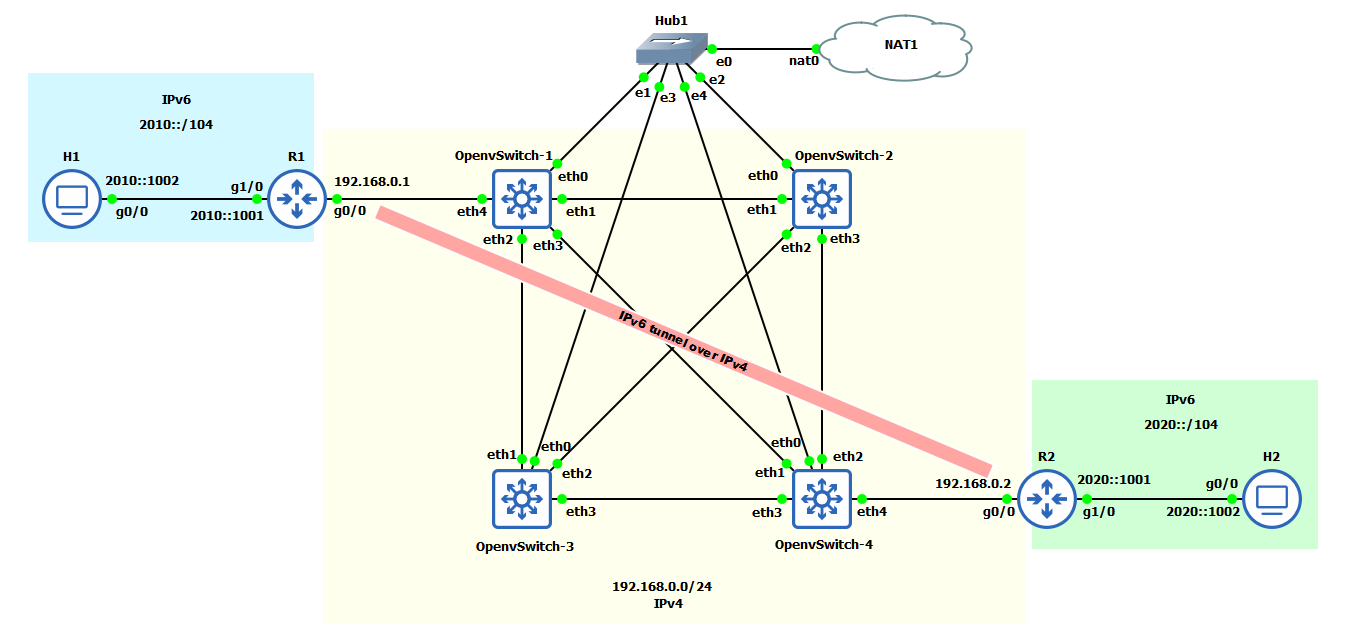 Hub1
NAT1
e0
nat0
e2
e1
e3
e4
IPv6
2010::/104
H1
R1
2010::1002
g1/0
g0/0
2010::1001
192.168.0.1
g0/0
OpenvSwitch-1
OpenvSwitch-2
eth0
eth0
eth4
eth1
eth1
eth2
eth3
eth2
eth3
IPv6 tunnel over IPv4
IPv6
2020::/104
eth1
eth0
eth2
eth3
OpenvSwitch-3
eth0
eth2
eth1
eth3
eth4
OpenvSwitch-4
R2
H2
192.168.0.2
g0/0
2020::1001
g1/0
g0/0
2020::1002
192.168.0.0/24
IPv4